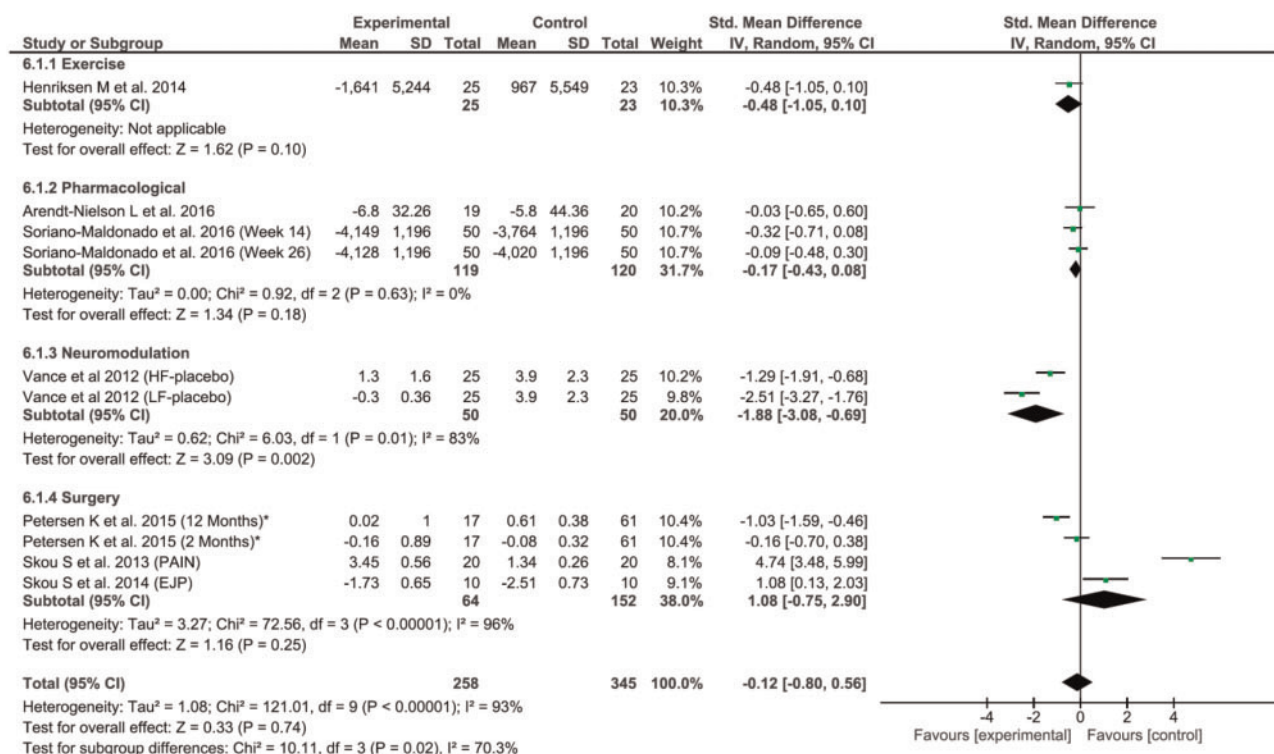 Experimental Control Std. Mean Difference Std. Mean Difference
Study or Subgroup Mean SD Total Mean SD Total Weight IV, Random, 95% CI IV, Random, 95% CI
6.1.1 Exercise
Henriksen M et al. 2014 -1,641 5,244 25 967 5,549 23 10.3% -0.48 [-1.05, 0.10]
Subtotal (95% CI) 25 23 10.3% -0.48 [-1.05, 0.10]
Heterogeneity: Not applicable
Test for overall effect: Z = 1.62 (P = 0.10)
6.1.2 Pharmacological
Arendt-Nielson L et al. 2016 -6.8 32.26 19 -5.8 44.36 20 10.2% -0.03 [-0.65, 0.60]
Soriano-Maldonado et al. 2016 (Week 14) -4,149 1,196 50 -3,764 1,196 50 10.7% -0.32 [-0.71, 0.08]
Soriano-Maldonado et al. 2016 (Week 26) -4,128 1,196 50 -4,020 1,196 50 10.7% -0.09 [-0.48, 0.30]
Subtotal (95% CI) 119 120 31.7% -0.17 [-0.43, 0.08]
Heterogeneity: Tau² = 0.00; Chi² = 0.92, df = 2 (P = 0.63); I² = 0%
Test for overall effect: Z = 1.34 (P = 0.18)
6.1.3 Neuromodulation
Vance et al 2012 (HF-placebo) 1.3 1.6 25 3.9 2.3 25 10.2% -1.29 [-1.91, -0.68]
Vance et al 2012 (LF-placebo) -0.3 0.36 25 3.9 2.3 25 9.8% -2.51 [-3.27, -1.76]
Subtotal (95% CI) 50 50 20.0% -1.88 [-3.08, -0.69]
Heterogeneity: Tau² = 0.62; Chi² = 6.03, df = 1 (P = 0.01); I² = 83%
Test for overall effect: Z = 3.09 (P = 0.002)
6.1.4 Surgery
Petersen K et al. 2015 (12 Months)* 0.02 1 17 0.61 0.38 61 10.4% -1.03 [-1.59, -0.46]
Petersen K et al. 2015 (2 Months)* -0.16 0.89 17 -0.08 0.32 61 10.4% -0.16 [-0.70, 0.38]
Skou S et al. 2013 (PAIN) 3.45 0.56 20 1.34 0.26 20 8.1% 4.74 [3.48, 5.99]
Skou S et al. 2014 (EJP) -1.73 0.65 10 -2.51 0.73 10 9.1% 1.08 [0.13, 2.03]
Subtotal (95% CI) 64 152 38.0% 1.08 [-0.75, 2.90]
Heterogeneity: Tau² = 3.27; Chi² = 72.56, df = 3 (P < 0.00001); I² = 96%
Test for overall effect: Z = 1.16 (P = 0.25)
Total (95% CI) 258 345 100.0% -0.12 [-0.80, 0.56]
Heterogeneity: Tau² = 1.08; Chi² = 121.01, df = 9 (P < 0.00001); I² = 93%
Test for overall effect: Z = 0.33 (P = 0.74)
Test for subgroup differences: Chi² = 10.11, df = 3 (P = 0.02), I² = 70.3%
-4 -2 0 2 4
Favours [experimental] Favours [control]